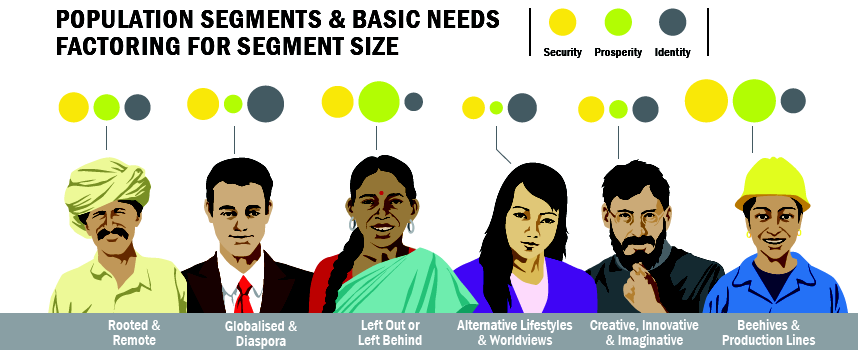 POPULATION SEGMENTS & BASIC NEEDS
FACTORING FOR SEGMENT SIZE
Security
Prosperity
Identity
Rooted &
Remote
Globalised &
Diaspora
Left Out or
Left Behind
Alternative Lifestyles
& Worldviews
Creative, Innovative
& Imaginative
Beehives &
Production Lines